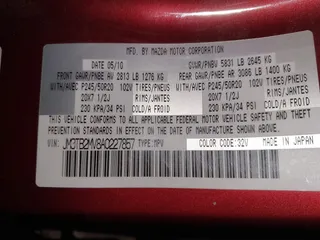 MFD. BY MAZDA MOTOR CORPORATION
DATE 05/10 GVWR/PNBV 5831 LB 2645 KG
FRONT GAWR/PNBE AV 2813 LB 1276 KG REAR GAWR/PNBE AR 3086 LB 1400 KG
WITH/AVEC P245/50R20 102V TIRES/PNEUS WITH/AVEC P245/50R20 102V TIRES/PNEUS
20X7 1/2J RIMS/JANTES 20X7 1/2J RIMS/JANTES
230 KPA/34 PSI COLD/A FROID 230 KPA/34 PSI COLD/A FROID
THIS VEHICLE CONFORMS TO ALL APPLICABLE FEDERAL MOTOR VEHICLE SAFETY AND THEFT
PREVENTION STANDARDS IN EFFECT ON THE DATE OF MANUFACTURE SHOWN ABOVE.
VIN: JM3TB2MV8A0227857 TYPE:MPV COLOR CODE:32V MADE IN JAPAN